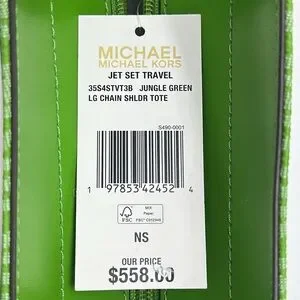 MICHAEL
MICHAEL KORS
JET SET TRAVEL
35S4STVT3B JUNGLE GREEN
LG CHAIN SHLDR TOTE
S490-0001
1 97853 42452 4
FSC
MIX
Paper
NS
OUR PRICE
$558.00